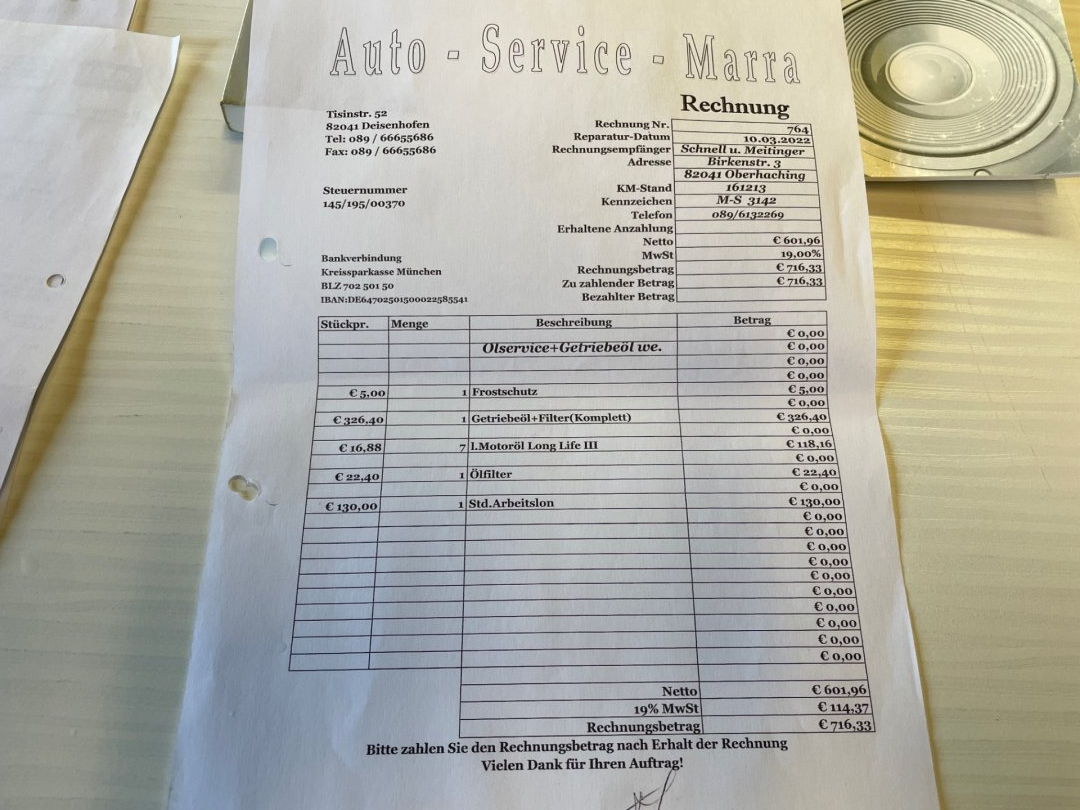 Auto - Service - Marra
Rechnung
Tisinstr. 52
82041 Deisenhofen
Tel: 089 / 66655686
Fax: 089 / 66655686
Steuernummer
145/195/00370
Bankverbindung
Kreissparkasse München
BLZ 702 501 50
IBAN:DE64702501500022585541
Rechnung Nr. 764
Reparatur-Datum 10.03.2022
Rechnungsempfänger Schnell u. Meitinger
Adresse Birkenstr. 3
82041 Oberhaching
KM-Stand 161213
Kennzeichen M-S 3142
Telefon 089/6132269
Erhaltene Anzahlung
Netto € 601,96
MwSt 19,00%
Rechnungsbetrag € 716,33
Zu zahlender Betrag € 716,33
Bezahlter Betrag
Stückpr. Menge Beschreibung Betrag
€ 0,00
Olservice+Getriebeöl we. € 0,00
€ 0,00
€ 0,00
€ 5,00 1 Frostschutz € 5,00
€ 0,00
€ 326,40 1 Getriebeöl+Filter(Komplett) € 326,40
€ 0,00
€ 16,88 7 l.Motoröl Long Life III € 118,16
€ 0,00
€ 22,40 1 Ölfilter € 22,40
€ 0,00
€ 130,00 1 Std.Arbeitslon € 130,00
€ 0,00
€ 0,00
€ 0,00
€ 0,00
€ 0,00
€ 0,00
€ 0,00
€ 0,00
€ 0,00
€ 0,00
Netto € 601,96
19% MwSt € 114,37
Rechnungsbetrag € 716,33
Bitte zahlen Sie den Rechnungsbetrag nach Erhalt der Rechnung
Vielen Dank für Ihren Auftrag!